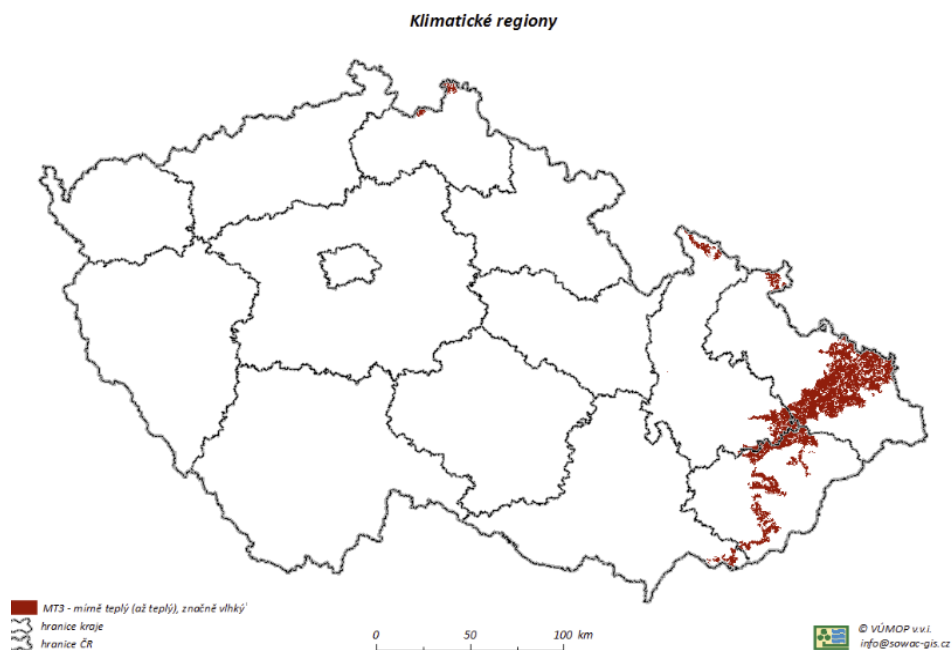 Klimatické regiony
MT3 - mírně teplý (až teplý), značně vlhký
hranice kraje
hranice ČR
0 50 100 km
© VÚMOP v.v.i.
info@sowac-gis.cz